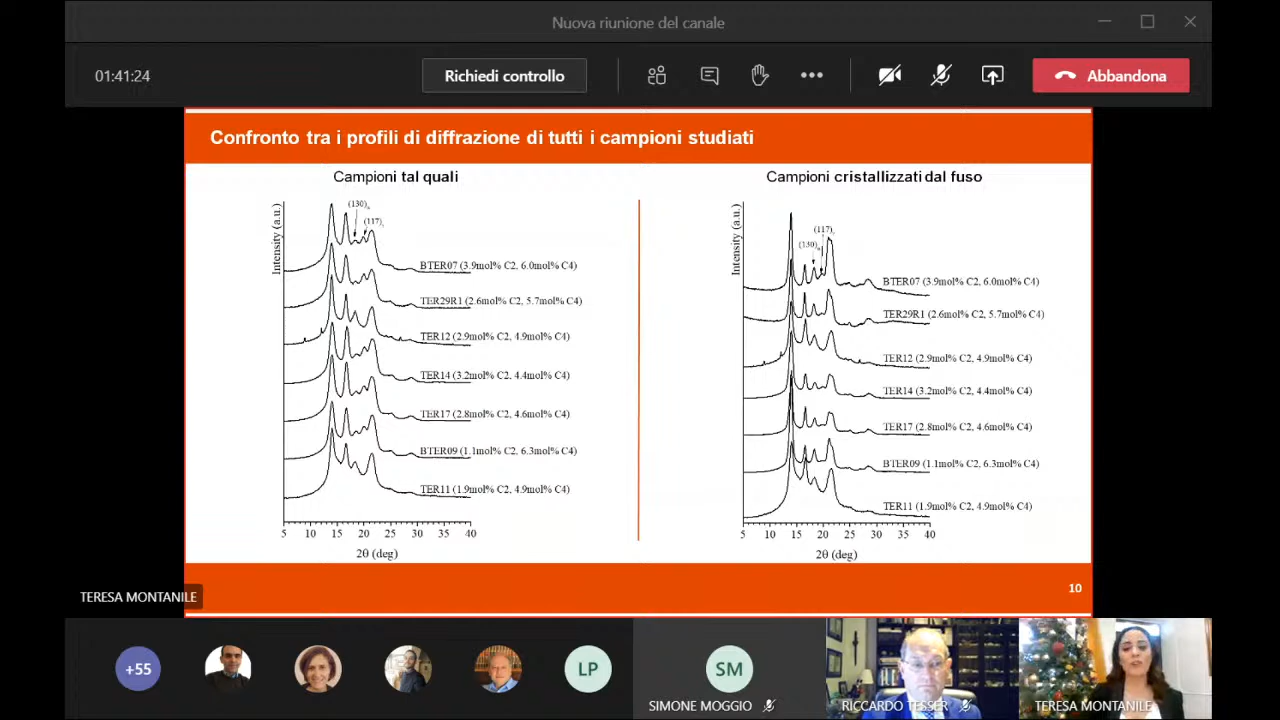 Nuova riunione del canale
01:41:24
Richiedi controllo
Abbandona
Confronto tra i profili di diffrazione di tutti i campioni studiati
Campioni tal quali
Intensity (a.u.)
(130)α
(117)γ
BTER07 (3.9mol% C2, 6.0mol% C4)
TER29R1 (2.6mol% C2, 5.7mol% C4)
TER12 (2.9mol% C2, 4.9mol% C4)
TER14 (3.2mol% C2, 4.4mol% C4)
TER17 (2.8mol% C2, 4.6mol% C4)
BTER09 (1.1mol% C2, 6.3mol% C4)
TER11 (1.9mol% C2, 4.9mol% C4)
5 10 15 20 25 30 35 40
2θ (deg)
Campioni cristallizzati dal fuso
Intensity (a.u.)
(117)γ
(130)α
BTER07 (3.9mol% C2, 6.0mol% C4)
TER29R1 (2.6mol% C2, 5.7mol% C4)
TER12 (2.9mol% C2, 4.9mol% C4)
TER14 (3.2mol% C2, 4.4mol% C4)
TER17 (2.8mol% C2, 4.6mol% C4)
BTER09 (1.1mol% C2, 6.3mol% C4)
TER11 (1.9mol% C2, 4.9mol% C4)
5 10 15 20 25 30 35 40
2θ (deg)
10
TERESA MONTANILE
+55
LP
SM
SIMONE MOGGIO
RICCARDO TESSER
TERESA MONTANILE